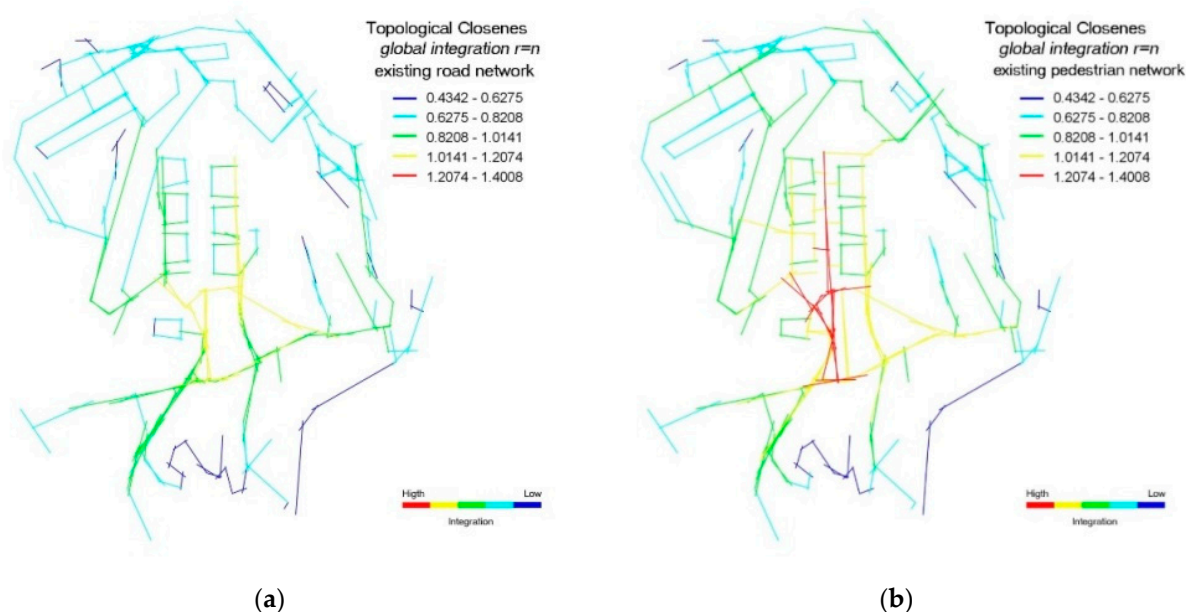 Topological Closenes
global integration r=n
existing road network
0.4342 - 0.6275
0.6275 - 0.8208
0.8208 - 1.0141
1.0141 - 1.2074
1.2074 - 1.4008
Higth Low
Integration
(a)
Topological Closenes
global integration r=n
existing pedestrian network
0.4342 - 0.6275
0.6275 - 0.8208
0.8208 - 1.0141
1.0141 - 1.2074
1.2074 - 1.4008
Higth Low
Integration
(b)